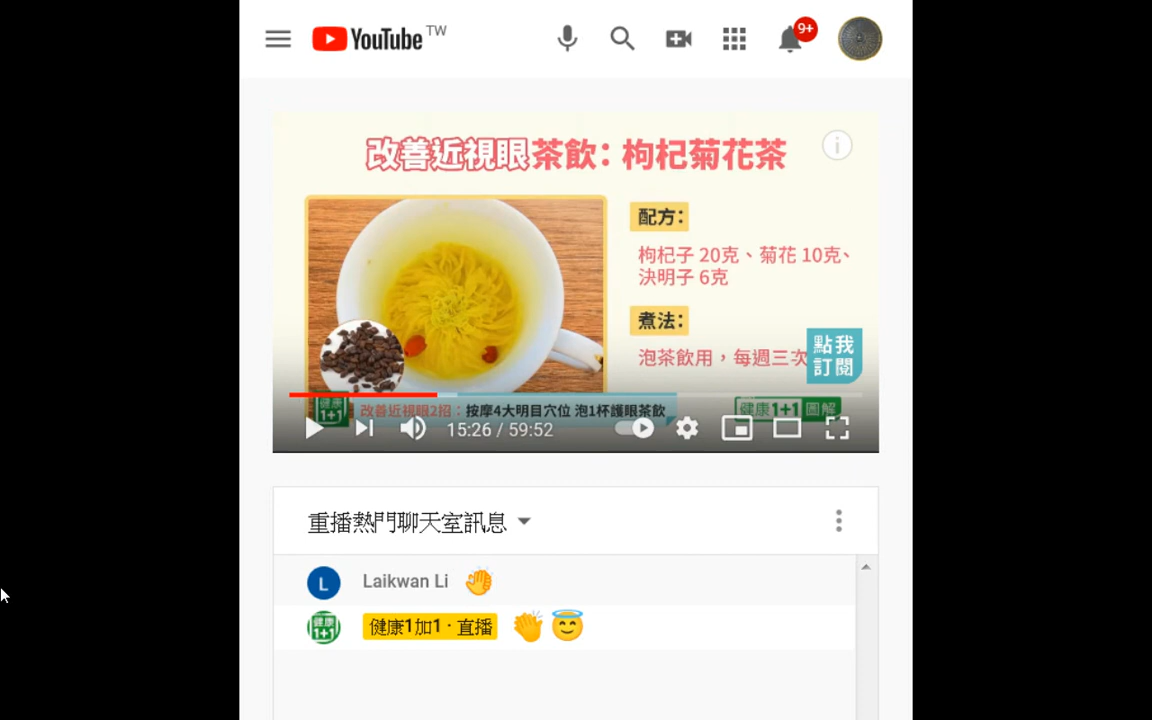 YouTube TW
9+
改善近視眼茶飲：枸杞菊花茶
配方：
枸杞子 20克、菊花 10克、
決明子 6克
煮法：
泡茶飲用，每週三次
點我
訂閱
健康
1+1
改善近視眼2招：按摩4大明目穴位 泡1杯護眼茶飲
健康1+1圖解
15:26 / 59:52
重播熱門聊天室訊息
L Laikwan Li
健康
1+1
健康1加1 · 直播